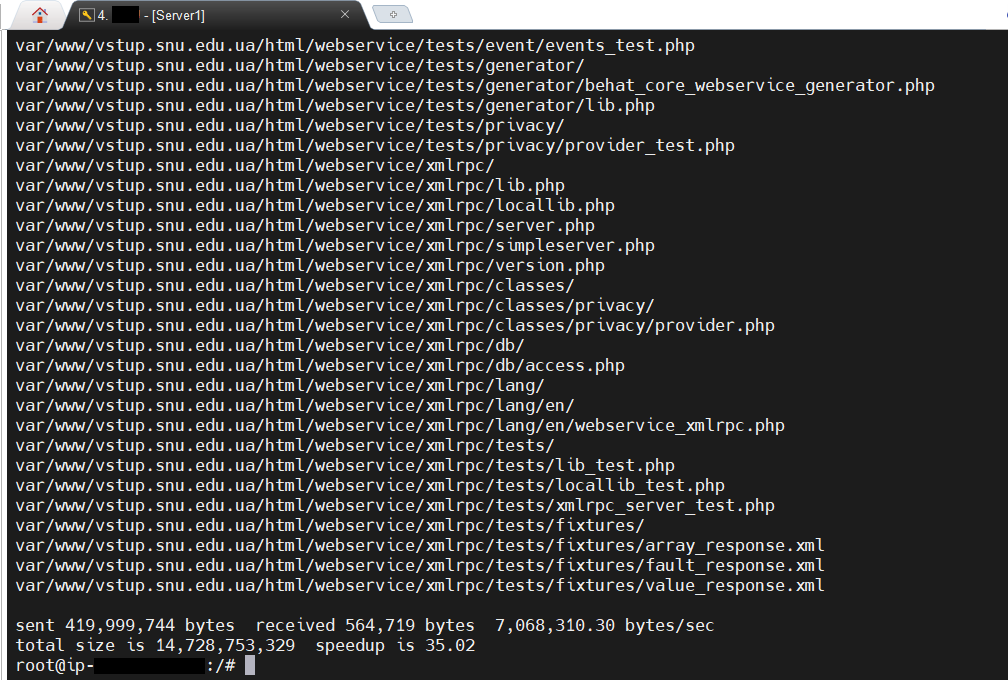 4. - [Server1]
var/www/vstup.snu.edu.ua/html/webservice/tests/event/events_test.php
var/www/vstup.snu.edu.ua/html/webservice/tests/generator/
var/www/vstup.snu.edu.ua/html/webservice/tests/generator/behat_core_webservice_generator.php
var/www/vstup.snu.edu.ua/html/webservice/tests/generator/lib.php
var/www/vstup.snu.edu.ua/html/webservice/tests/privacy/
var/www/vstup.snu.edu.ua/html/webservice/tests/privacy/provider_test.php
var/www/vstup.snu.edu.ua/html/webservice/xmlrpc/
var/www/vstup.snu.edu.ua/html/webservice/xmlrpc/lib.php
var/www/vstup.snu.edu.ua/html/webservice/xmlrpc/locallib.php
var/www/vstup.snu.edu.ua/html/webservice/xmlrpc/server.php
var/www/vstup.snu.edu.ua/html/webservice/xmlrpc/simpleserver.php
var/www/vstup.snu.edu.ua/html/webservice/xmlrpc/version.php
var/www/vstup.snu.edu.ua/html/webservice/xmlrpc/classes/
var/www/vstup.snu.edu.ua/html/webservice/xmlrpc/classes/privacy/
var/www/vstup.snu.edu.ua/html/webservice/xmlrpc/classes/privacy/provider.php
var/www/vstup.snu.edu.ua/html/webservice/xmlrpc/db/
var/www/vstup.snu.edu.ua/html/webservice/xmlrpc/db/access.php
var/www/vstup.snu.edu.ua/html/webservice/xmlrpc/lang/
var/www/vstup.snu.edu.ua/html/webservice/xmlrpc/lang/en/
var/www/vstup.snu.edu.ua/html/webservice/xmlrpc/lang/en/webservice_xmlrpc.php
var/www/vstup.snu.edu.ua/html/webservice/xmlrpc/tests/
var/www/vstup.snu.edu.ua/html/webservice/xmlrpc/tests/lib_test.php
var/www/vstup.snu.edu.ua/html/webservice/xmlrpc/tests/locallib_test.php
var/www/vstup.snu.edu.ua/html/webservice/xmlrpc/tests/xmlrpc_server_test.php
var/www/vstup.snu.edu.ua/html/webservice/xmlrpc/tests/fixtures/
var/www/vstup.snu.edu.ua/html/webservice/xmlrpc/tests/fixtures/array_response.xml
var/www/vstup.snu.edu.ua/html/webservice/xmlrpc/tests/fixtures/fault_response.xml
var/www/vstup.snu.edu.ua/html/webservice/xmlrpc/tests/fixtures/value_response.xml
sent 419,999,744 bytes  received 564,719 bytes  7,068,310.30 bytes/sec
total size is 14,728,753,329  speedup is 35.02
root@ip- :/#